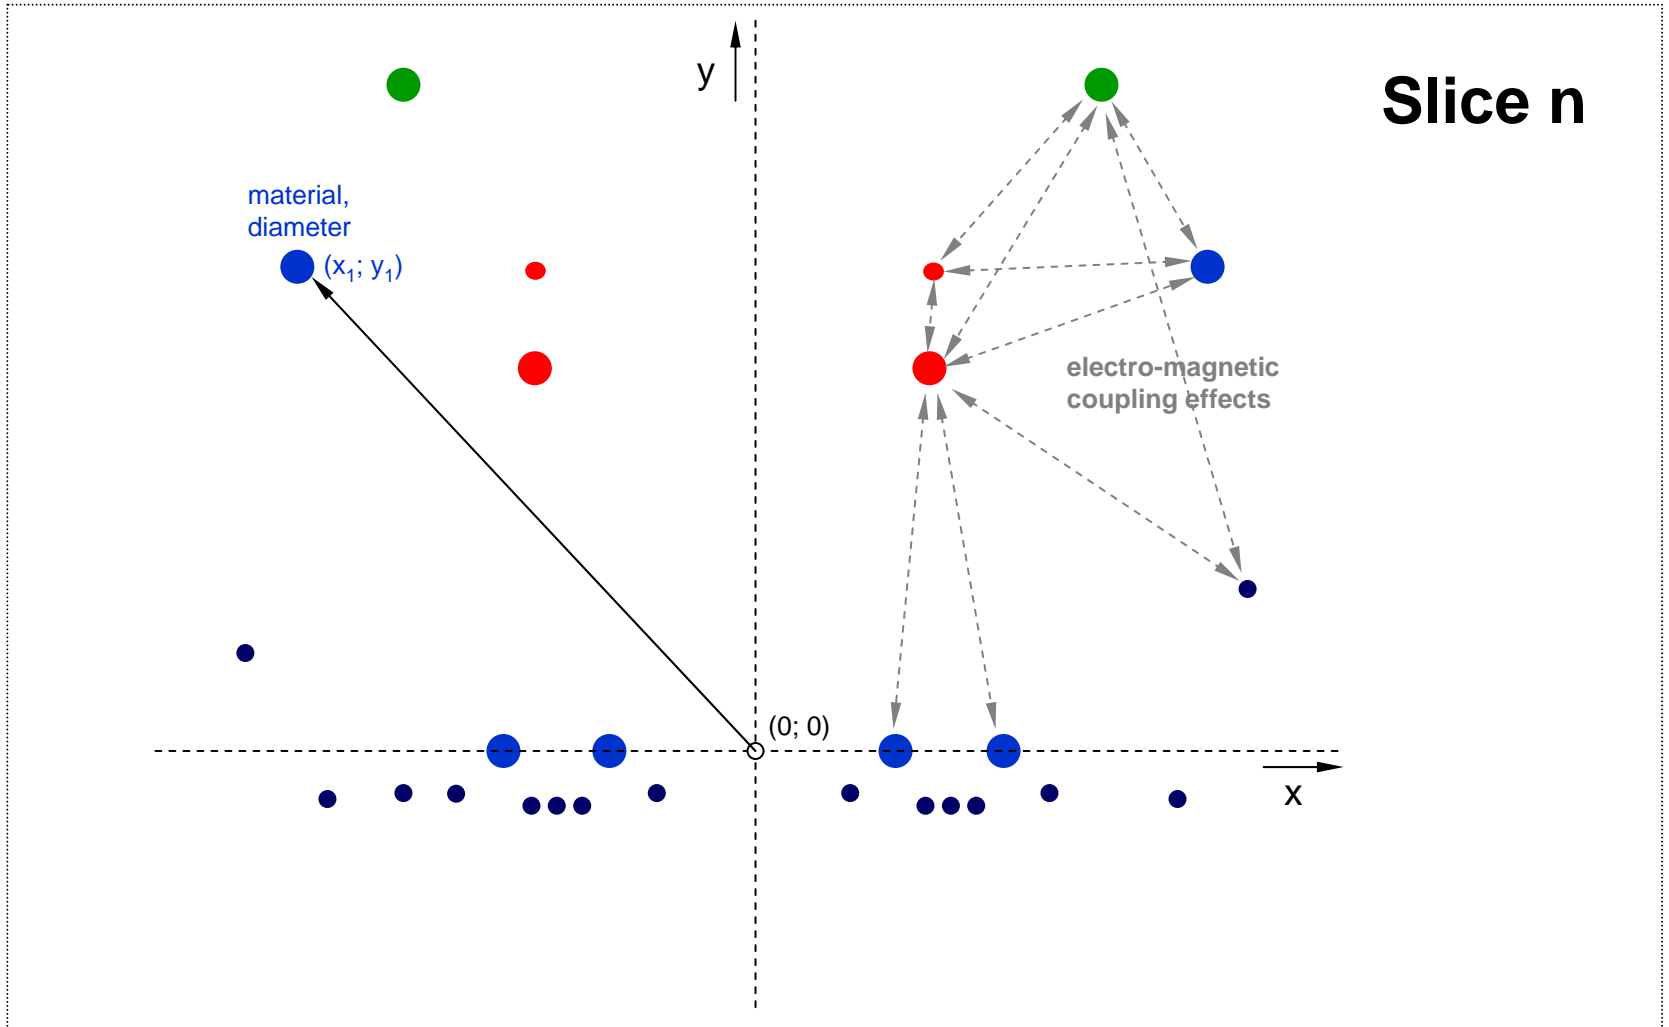 y
Slice n
material,
diameter
(x₁; y₁)
electro-magnetic
coupling effects
(0; 0)
x